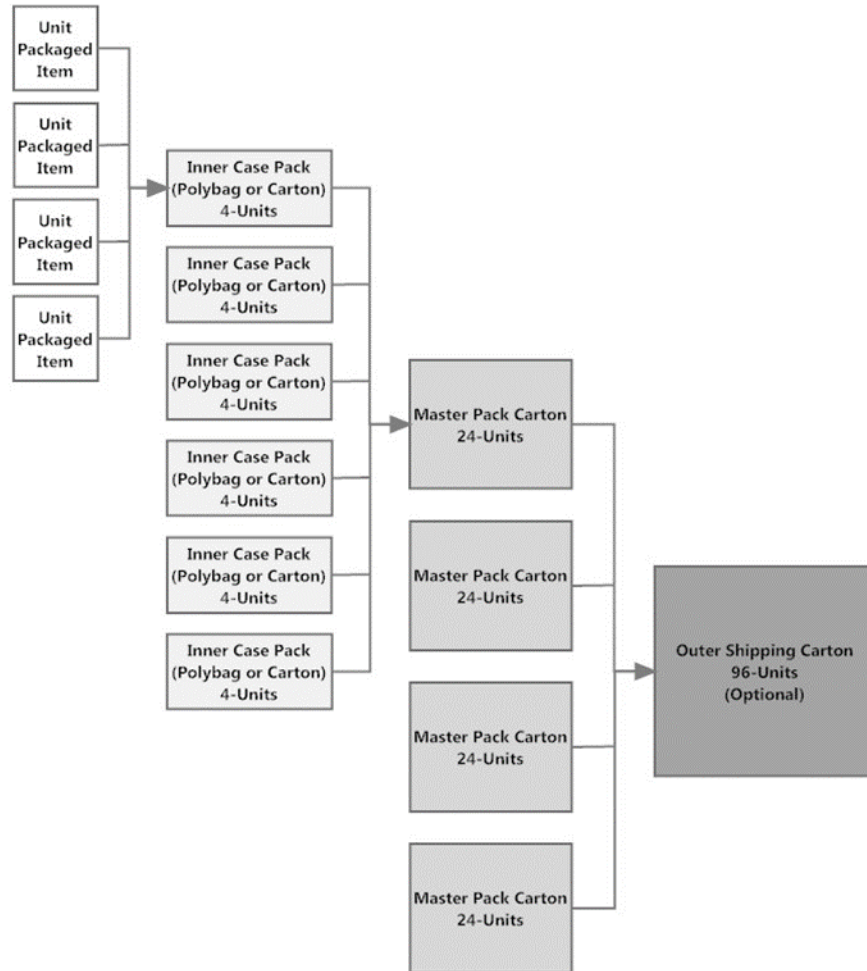 Unit
Packaged
Item
Unit
Packaged
Item
Unit
Packaged
Item
Unit
Packaged
Item
Inner Case Pack
(Polybag or Carton)
4-Units
Inner Case Pack
(Polybag or Carton)
4-Units
Inner Case Pack
(Polybag or Carton)
4-Units
Inner Case Pack
(Polybag or Carton)
4-Units
Inner Case Pack
(Polybag or Carton)
4-Units
Inner Case Pack
(Polybag or Carton)
4-Units
Master Pack Carton
24-Units
Master Pack Carton
24-Units
Master Pack Carton
24-Units
Master Pack Carton
24-Units
Outer Shipping Carton
96-Units
(Optional)